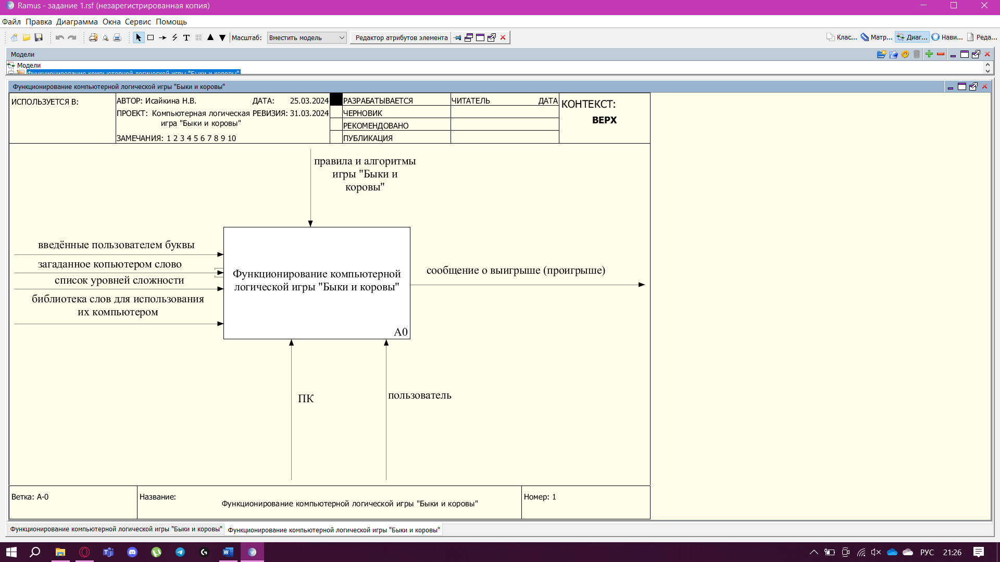 Ramus - задание 1.rsf (незарегистрированная копия)
Файл Правка Диаграмма Окна Сервис Помощь
Масштаб: Вместить модель Редактор атрибутов элемента Клас... Матр... Диаг... Нави... Реда...
Модели
Модели
Функционирование компьютерной логической игры "Быки и коровы"
Функционирование компьютерной логической игры "Быки и коровы"
ИСПОЛЬЗУЕТСЯ В: АВТОР: Исайкина Н.В. ДАТА: 25.03.2024 РАЗРАБАТЫВАЕТСЯ ЧИТАТЕЛЬ ДАТА КОНТЕКСТ:
ПРОЕКТ: Компьютерная логическая РЕВИЗИЯ: 31.03.2024 ЧЕРНОВИК
игра "Быки и коровы"
ВЕРХ
РЕКОМЕНДОВАНО
ЗАМЕЧАНИЯ: 1 2 3 4 5 6 7 8 9 10 ПУБЛИКАЦИЯ
правила и алгоритмы
игры "Быки и
коровы"
введённые пользователем буквы
загаданное копьютером слово
список уровней сложности
библиотека слов для использования
их компьютером
Функционирование компьютерной
логической игры "Быки и коровы"
A0
сообщение о выигрыше (проигрыше)
ПК
пользователь
Ветка: A-0 Название: Номер: 1
Функционирование компьютерной логической игры "Быки и коровы"
Функционирование компьютерной логической игры "Быки и коровы" Функционирование компьютерной логической игры "Быки и коровы"
РУС 21:26